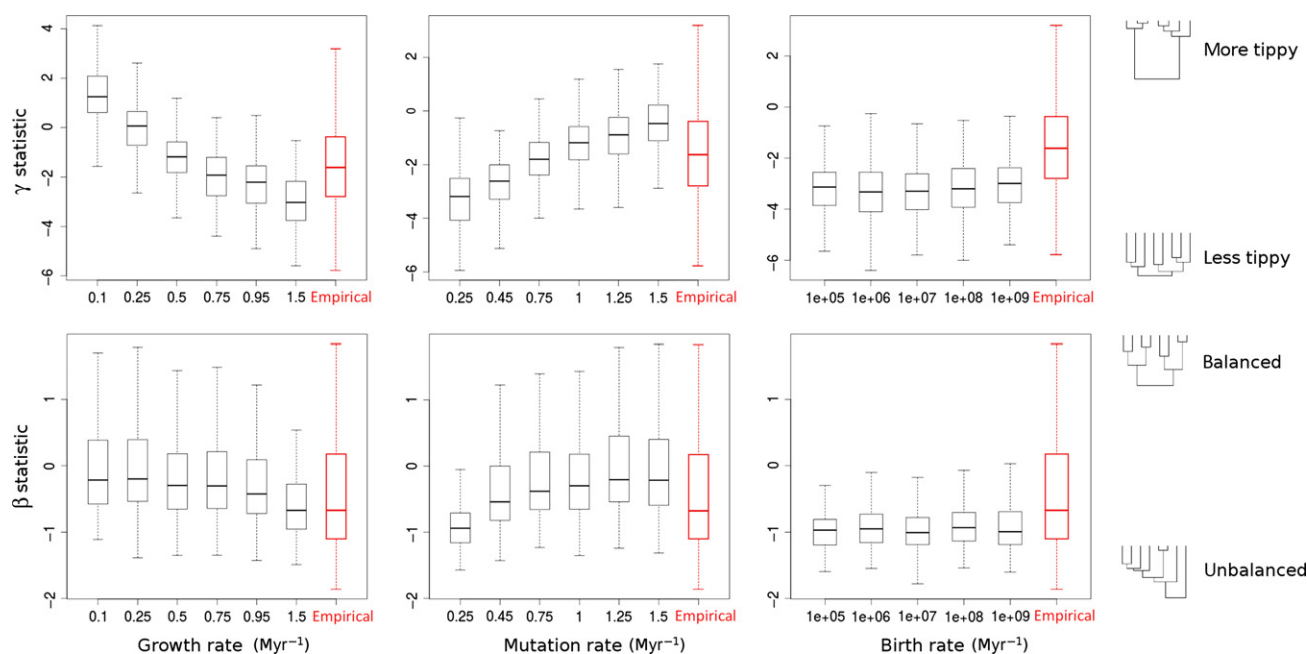 γ statistic
4
2
0
−2
−4
−6
0.1 0.25 0.5 0.75 0.95 1.5 Empirical
2
0
−2
−4
−6
0.25 0.45 0.75 1 1.25 1.5 Empirical
2
0
−2
−4
−6
1e+05 1e+06 1e+07 1e+08 1e+09 Empirical
More tippy
Less tippy
β statistic
1
0
−1
−2
0.1 0.25 0.5 0.75 0.95 1.5 Empirical
Growth rate (Myr⁻¹)
1
0
−1
−2
0.25 0.45 0.75 1 1.25 1.5 Empirical
Mutation rate (Myr⁻¹)
1
0
−1
−2
1e+05 1e+06 1e+07 1e+08 1e+09 Empirical
Birth rate (Myr⁻¹)
Balanced
Unbalanced